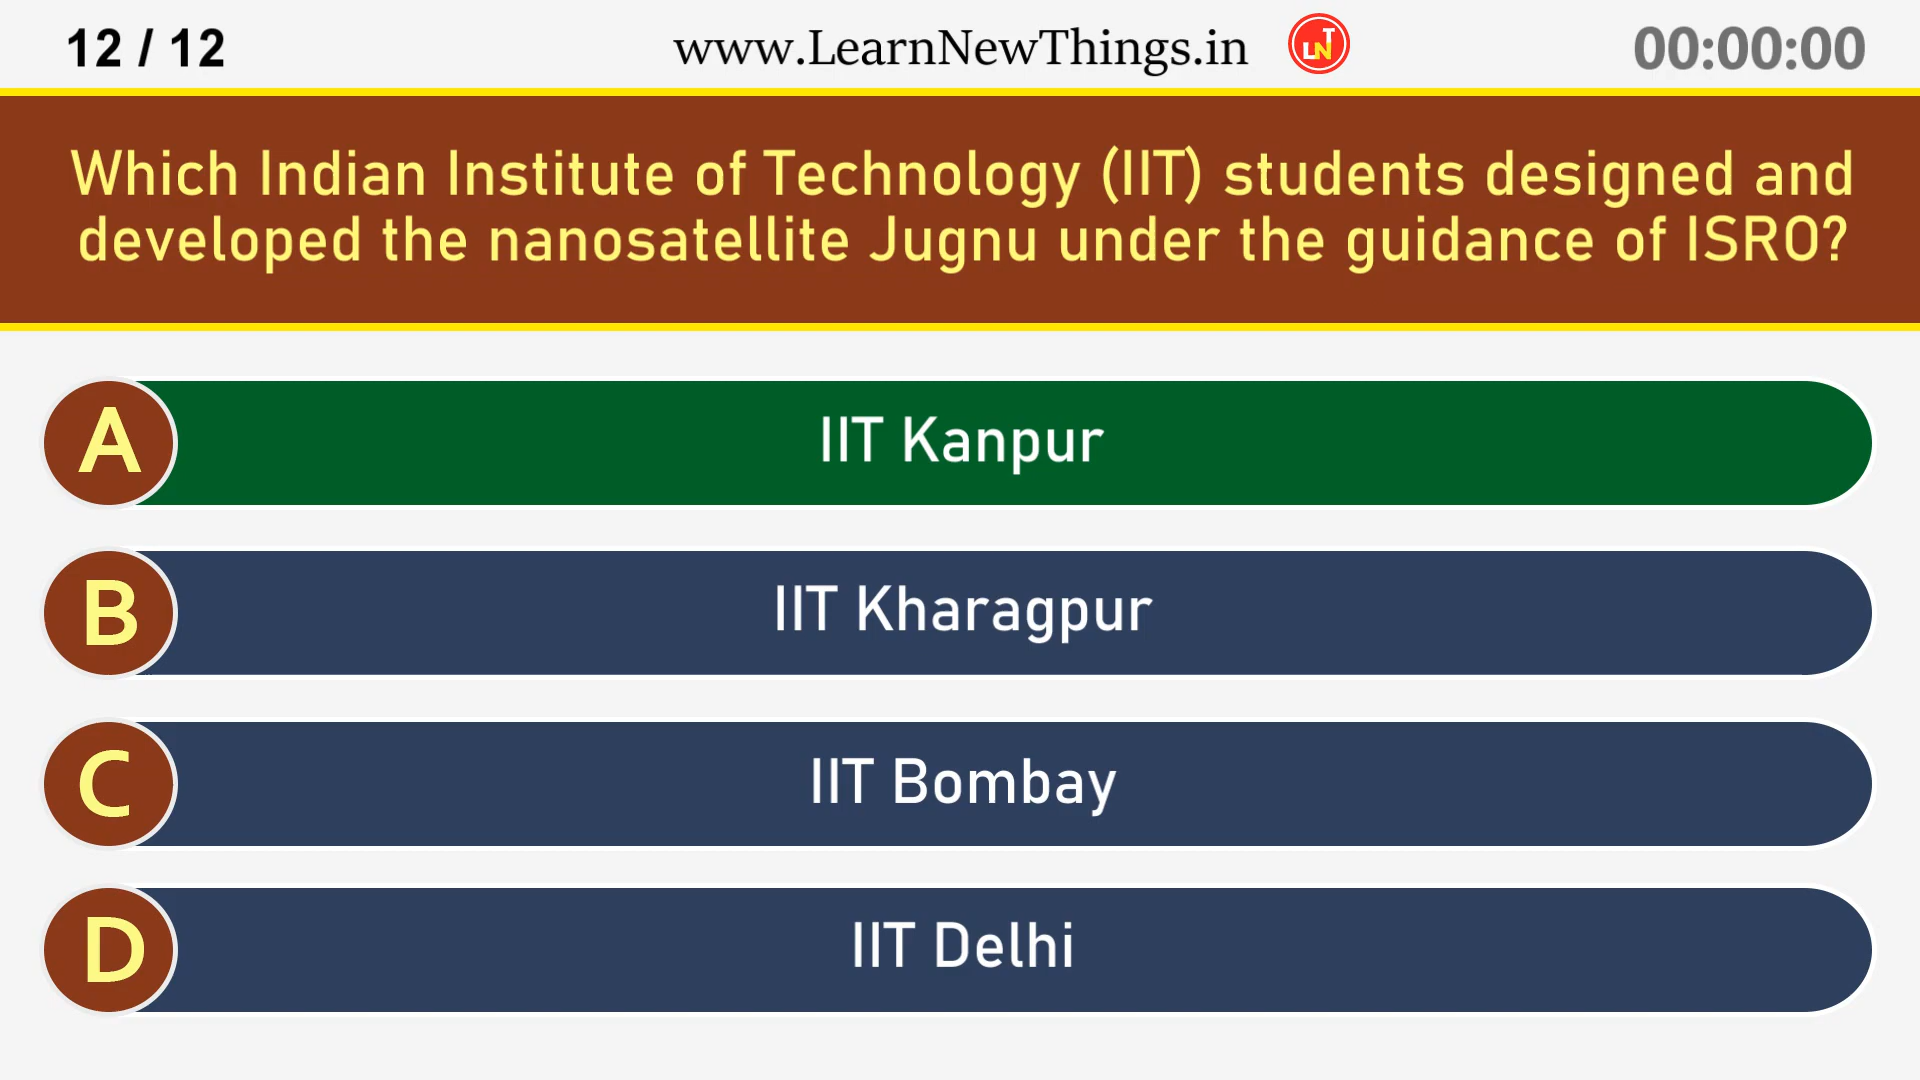 12 / 12
www.LearnNewThings.in
LNT
00:00:00
Which Indian Institute of Technology (IIT) students designed and
developed the nanosatellite Jugnu under the guidance of ISRO?
A
IIT Kanpur
B
IIT Kharagpur
C
IIT Bombay
D
IIT Delhi